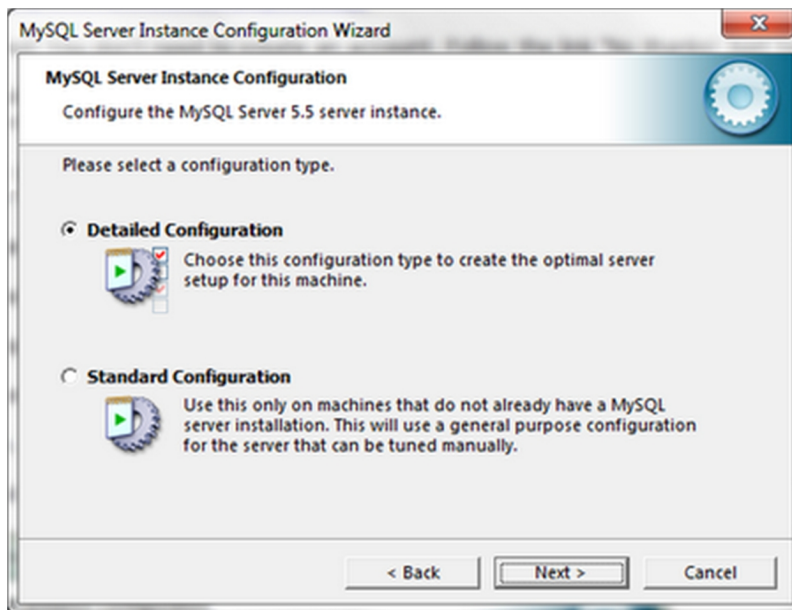 MySQL Server Instance Configuration Wizard
MySQL Server Instance Configuration
Configure the MySQL Server 5.5 server instance.
Please select a configuration type.
Detailed Configuration
Choose this configuration type to create the optimal server
setup for this machine.
Standard Configuration
Use this only on machines that do not already have a MySQL
server installation. This will use a general purpose configuration
for the server that can be tuned manually.
< Back
Next >
Cancel